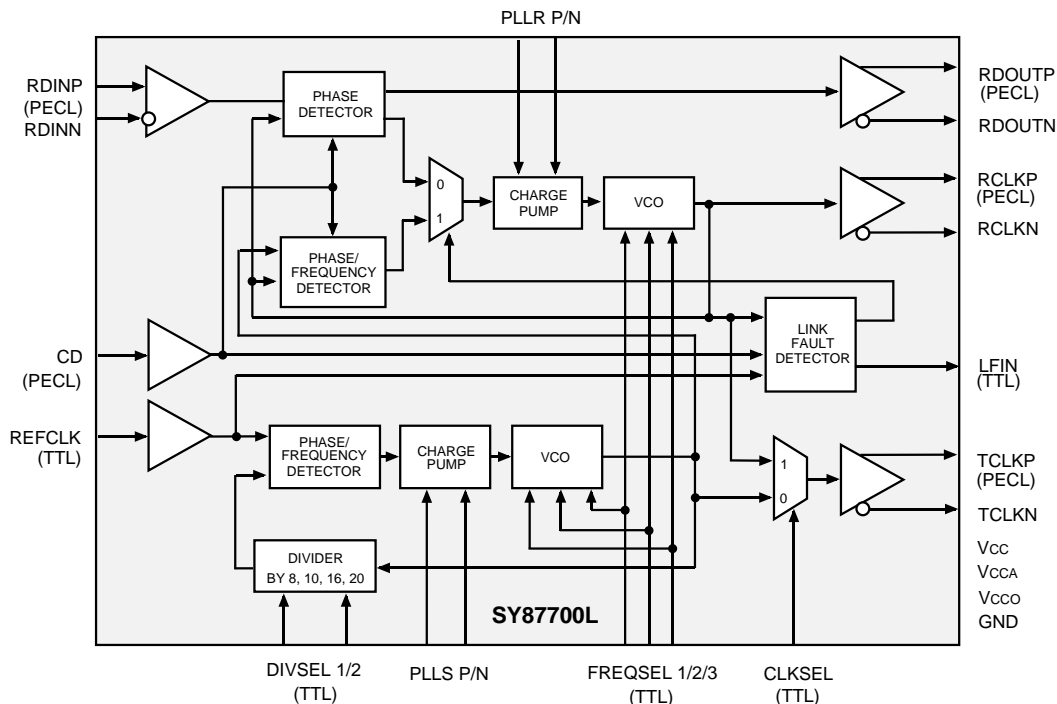 PLLR P/N
RDINP
(PECL)
RDINN
PHASE
DETECTOR
RDOUTP
(PECL)
RDOUTN
0
1
CHARGE
PUMP
VCO
RCLKP
(PECL)
RCLKN
PHASE/
FREQUENCY
DETECTOR
LINK
FAULT
DETECTOR
CD
(PECL)
LFIN
(TTL)
REFCLK
(TTL)
PHASE/
FREQUENCY
DETECTOR
CHARGE
PUMP
VCO
1
0
TCLKP
(PECL)
TCLKN
DIVIDER
BY 8, 10, 16, 20
VCC
VCCA
VCCO
GND
SY87700L
DIVSEL 1/2
(TTL)
PLLS P/N
FREQSEL 1/2/3
(TTL)
CLKSEL
(TTL)